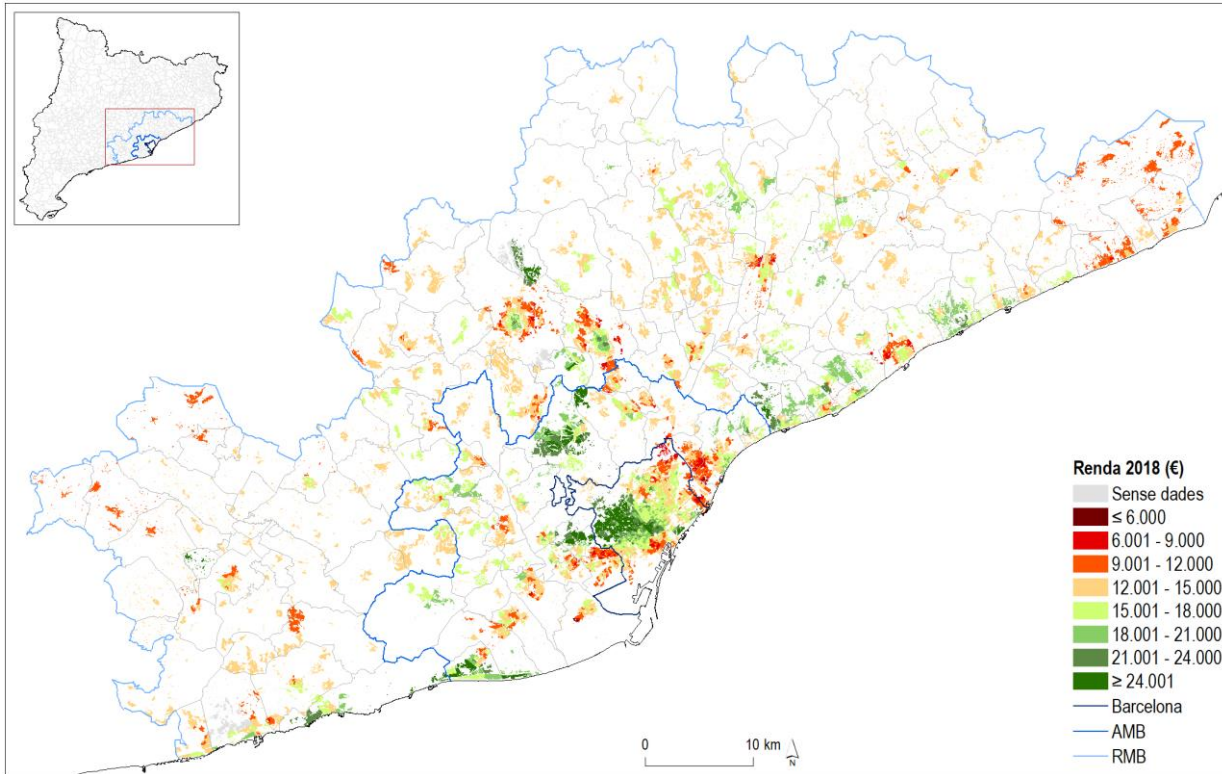 Renda 2018 (€)
Sense dades
≤ 6.000
6.001 - 9.000
9.001 - 12.000
12.001 - 15.000
15.001 - 18.000
18.001 - 21.000
21.001 - 24.000
≥ 24.001
Barcelona
AMB
RMB
0 10 km
N